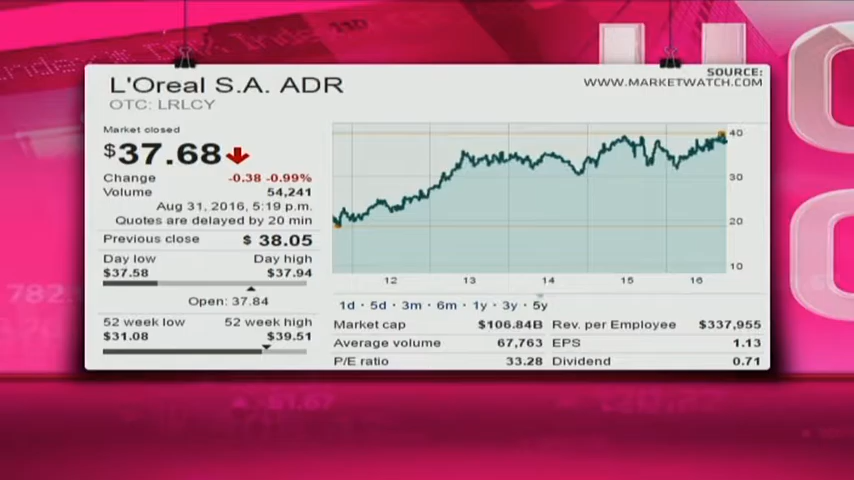 L'Oreal S.A. ADR
OTC: LRLCY
SOURCE:
WWW.MARKETWATCH.COM
Market closed
$37.68
Change -0.38 -0.99%
Volume 54,241
Aug 31, 2016, 5:19 p.m.
Quotes are delayed by 20 min
Previous close $ 38.05
Day low Day high
$37.58 $37.94
Open: 37.84
52 week low 52 week high
$31.08 $39.51
40
30
20
10
12 13 14 15 16
1d · 5d · 3m · 6m · 1y · 3y · 5y
Market cap $106.84B Rev. per Employee $337,955
Average volume 67,763 EPS 1.13
P/E ratio 33.28 Dividend 0.71